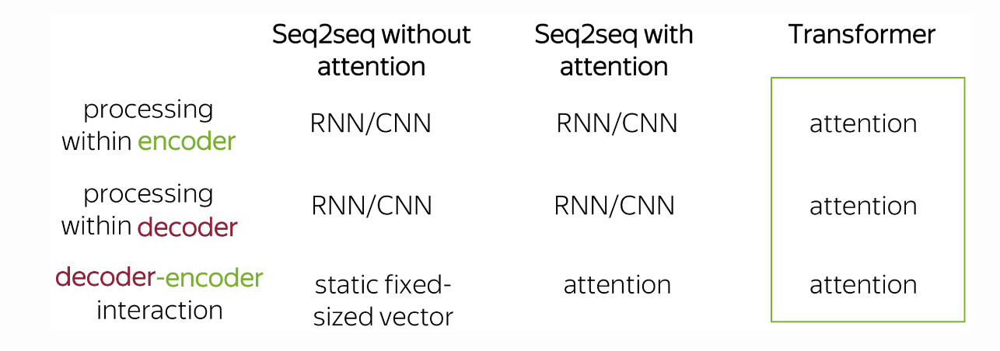 Seq2seq without attention
Seq2seq with attention
Transformer
processing within encoder
RNN/CNN
RNN/CNN
attention
processing within decoder
RNN/CNN
RNN/CNN
attention
decoder-encoder interaction
static fixed-sized vector
attention
attention